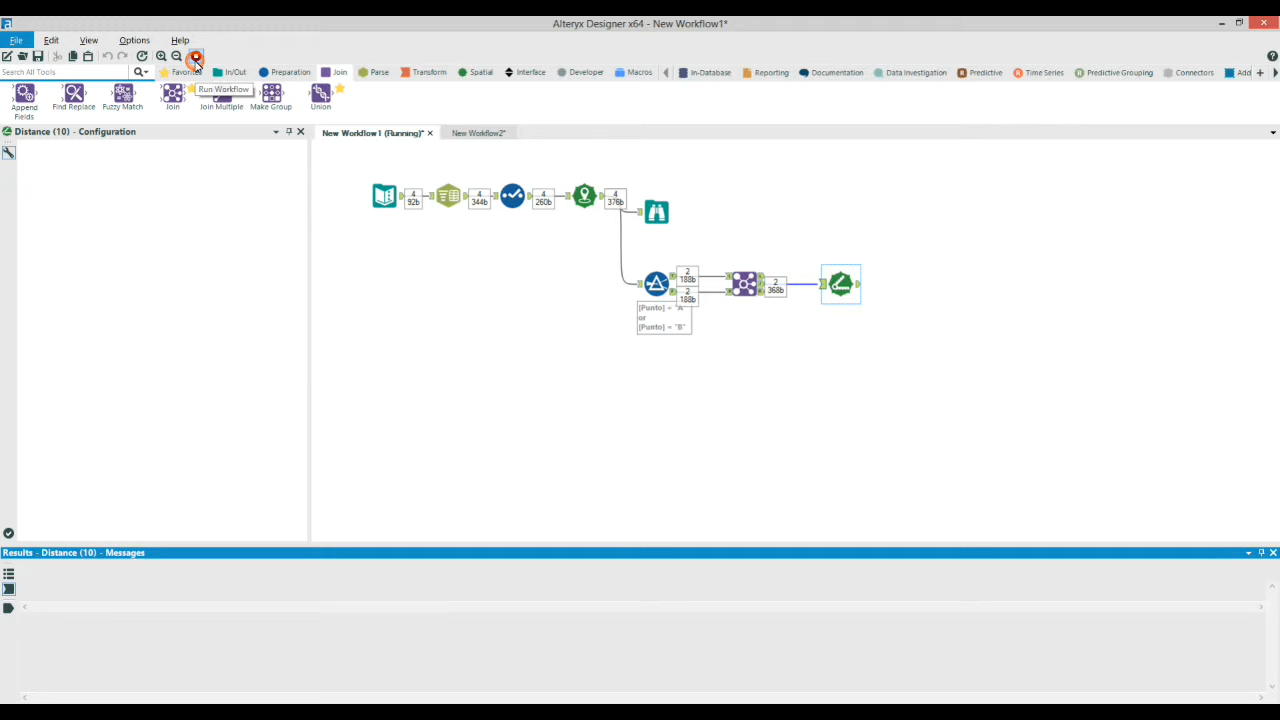 Alteryx Designer x64 - New Workflow1*
File Edit View Options Help
Search All Tools
Favorites In/Out Preparation Join Parse Transform Spatial Interface Developer Macros In-Database Reporting Documentation Data Investigation Predictive Time Series Predictive Grouping Connectors Add
Run Workflow
Append Fields
Find Replace
Fuzzy Match
Join
Join Multiple
Make Group
Union
Distance (10) - Configuration
New Workflow1 (Running)*
New Workflow2*
4
92b
4
344b
4
260b
4
376b
2
188b
2
188b
2
368b
[Punto] = "A"
or
[Punto] = "B"
Results - Distance (10) - Messages